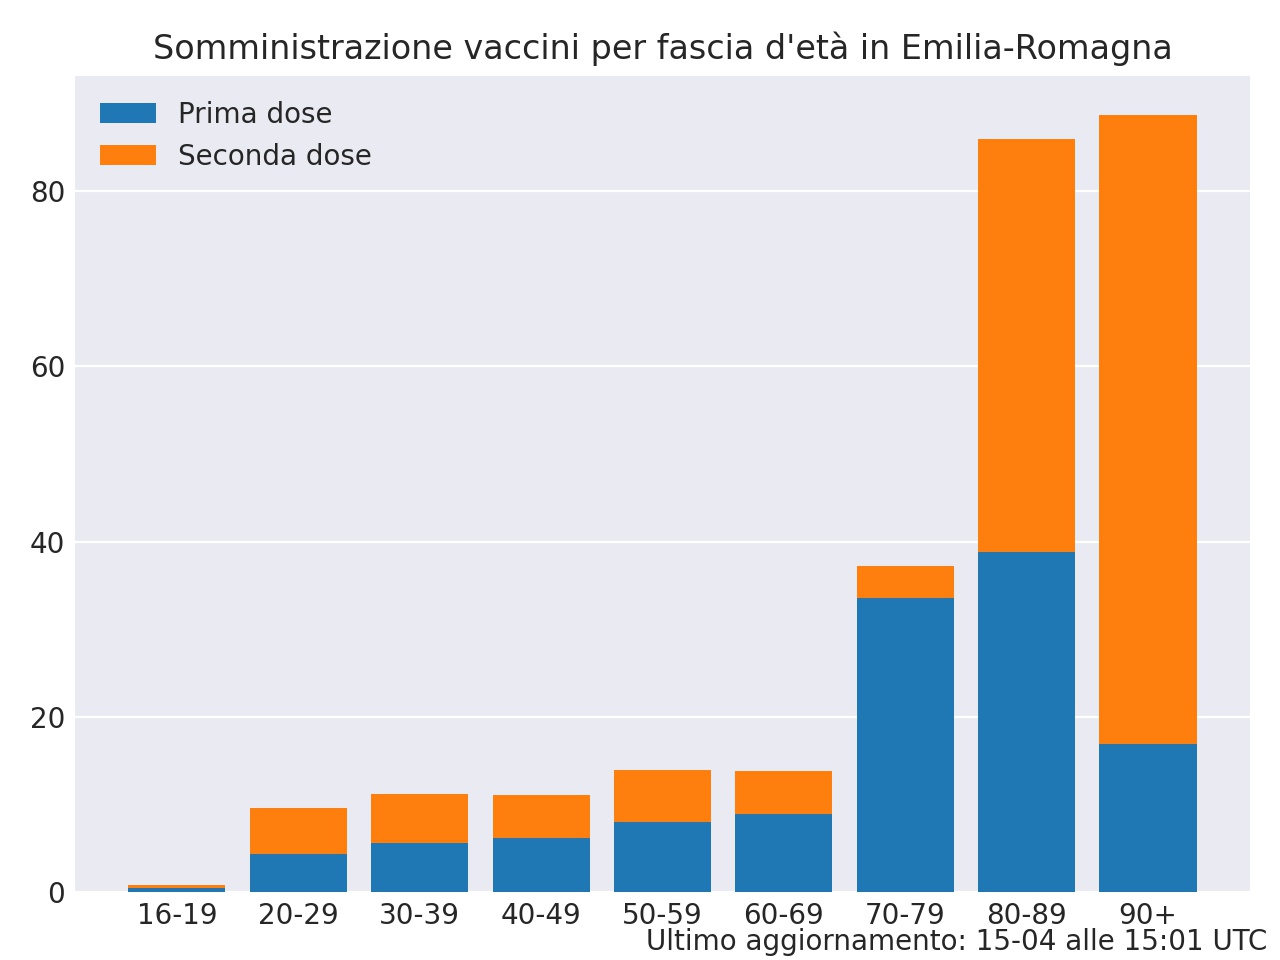 Somministrazione vaccini per fascia d'età in Emilia-Romagna
Prima dose
Seconda dose
80
60
40
20
0
16-19 20-29 30-39 40-49 50-59 60-69 70-79 80-89 90+
Ultimo aggiornamento: 15-04 alle 15:01 UTC